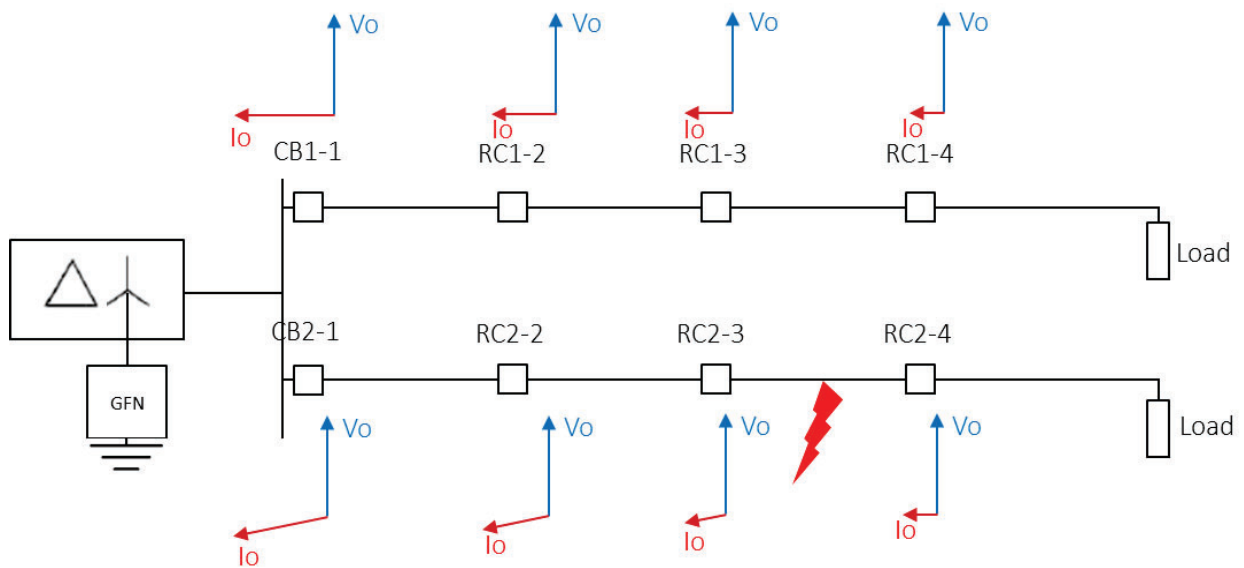 Vo
Vo
Vo
Vo
Io
Io
Io
Io
CB1-1
RC1-2
RC1-3
RC1-4
Load
CB2-1
RC2-2
RC2-3
RC2-4
GFN
Load
Vo
Vo
Vo
Vo
Io
Io
Io
Io